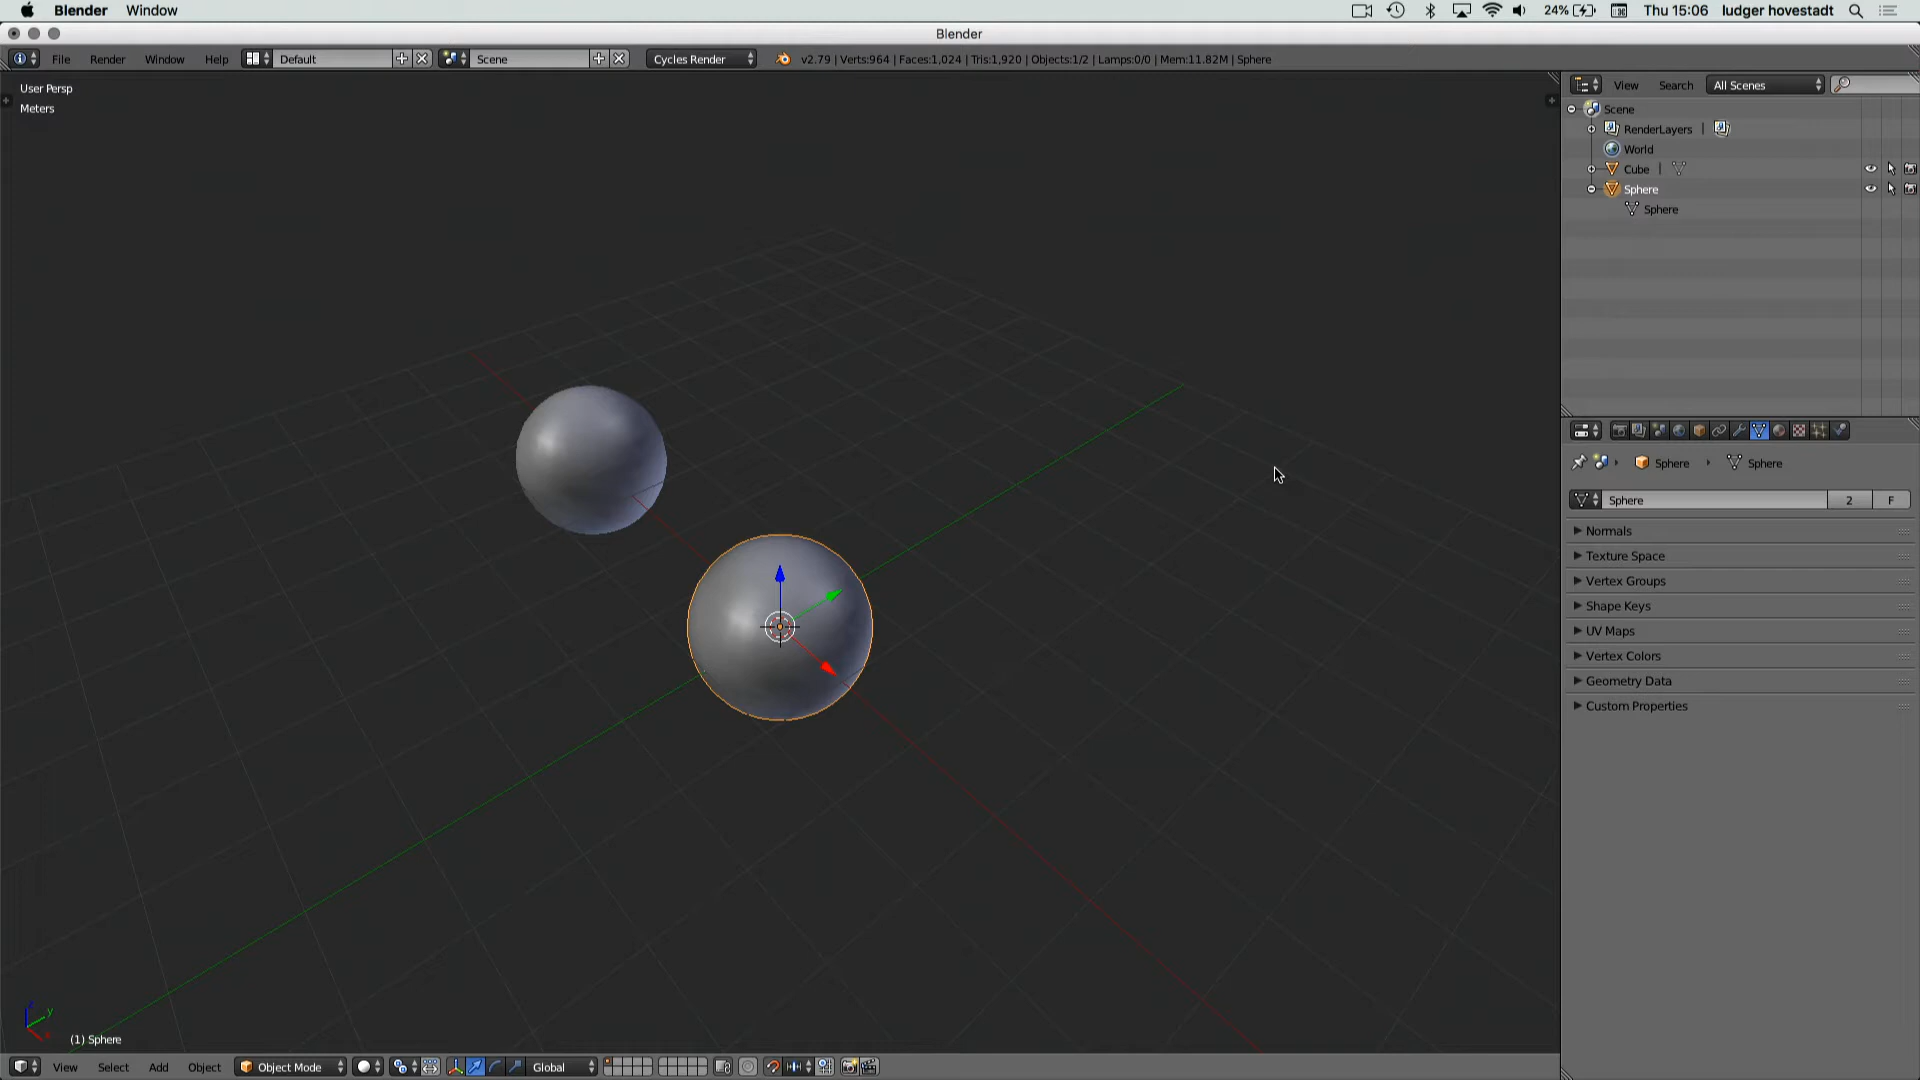 Blender Window 24% Thu 15:06 ludger hovestadt
Blender
File Render Window Help Default Scene Cycles Render v2.79 | Verts:964 | Faces:1,024 | Tris:1,920 | Objects:1/2 | Lamps:0/0 | Mem:11.82M | Sphere
User Persp
Meters
View Search All Scenes
Scene
RenderLayers |
World
Cube |
Sphere
Sphere
Sphere Sphere
Sphere 2 F
Normals
Texture Space
Vertex Groups
Shape Keys
UV Maps
Vertex Colors
Geometry Data
Custom Properties
z
y
x
(1) Sphere
View Select Add Object Object Mode Global